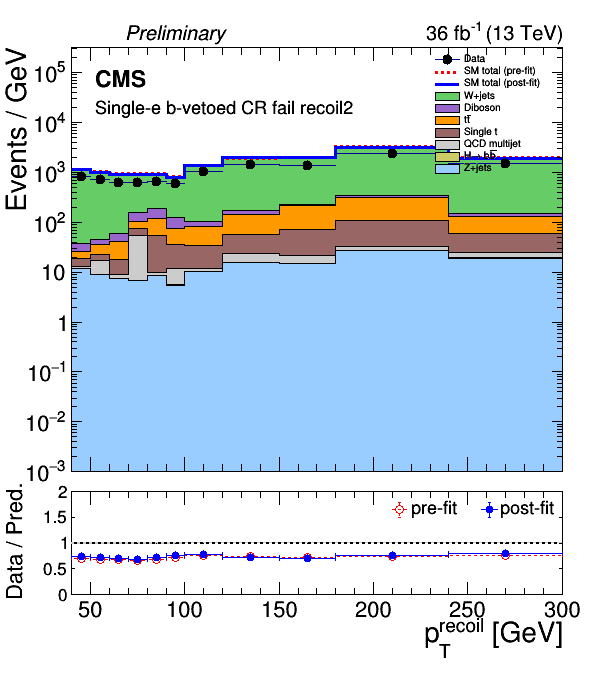 Preliminary
36 fb⁻¹ (13 TeV)
Events / GeV
10⁵
10⁴
10³
10²
10
1
10⁻¹
10⁻²
10⁻³
CMS
Single-e b-vetoed CR fail recoil2
Data
SM total (pre-fit)
SM total (post-fit)
W+jets
Diboson
tt̄
Single t
QCD multijet
H→bb̄
Z+jets
Data / Pred.
2
1.5
1
0.5
0
pre-fit
post-fit
50 100 150 200 250 300
p_T^recoil [GeV]